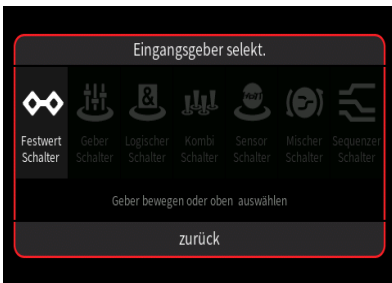 Eingangsgeber selekt.
&
Volt
Festwert Geber Logischer Kombi Sensor Mischer Sequenzer
Schalter Schalter Schalter Schalter Schalter Schalter Schalter
Geber bewegen oder oben auswählen
zurück